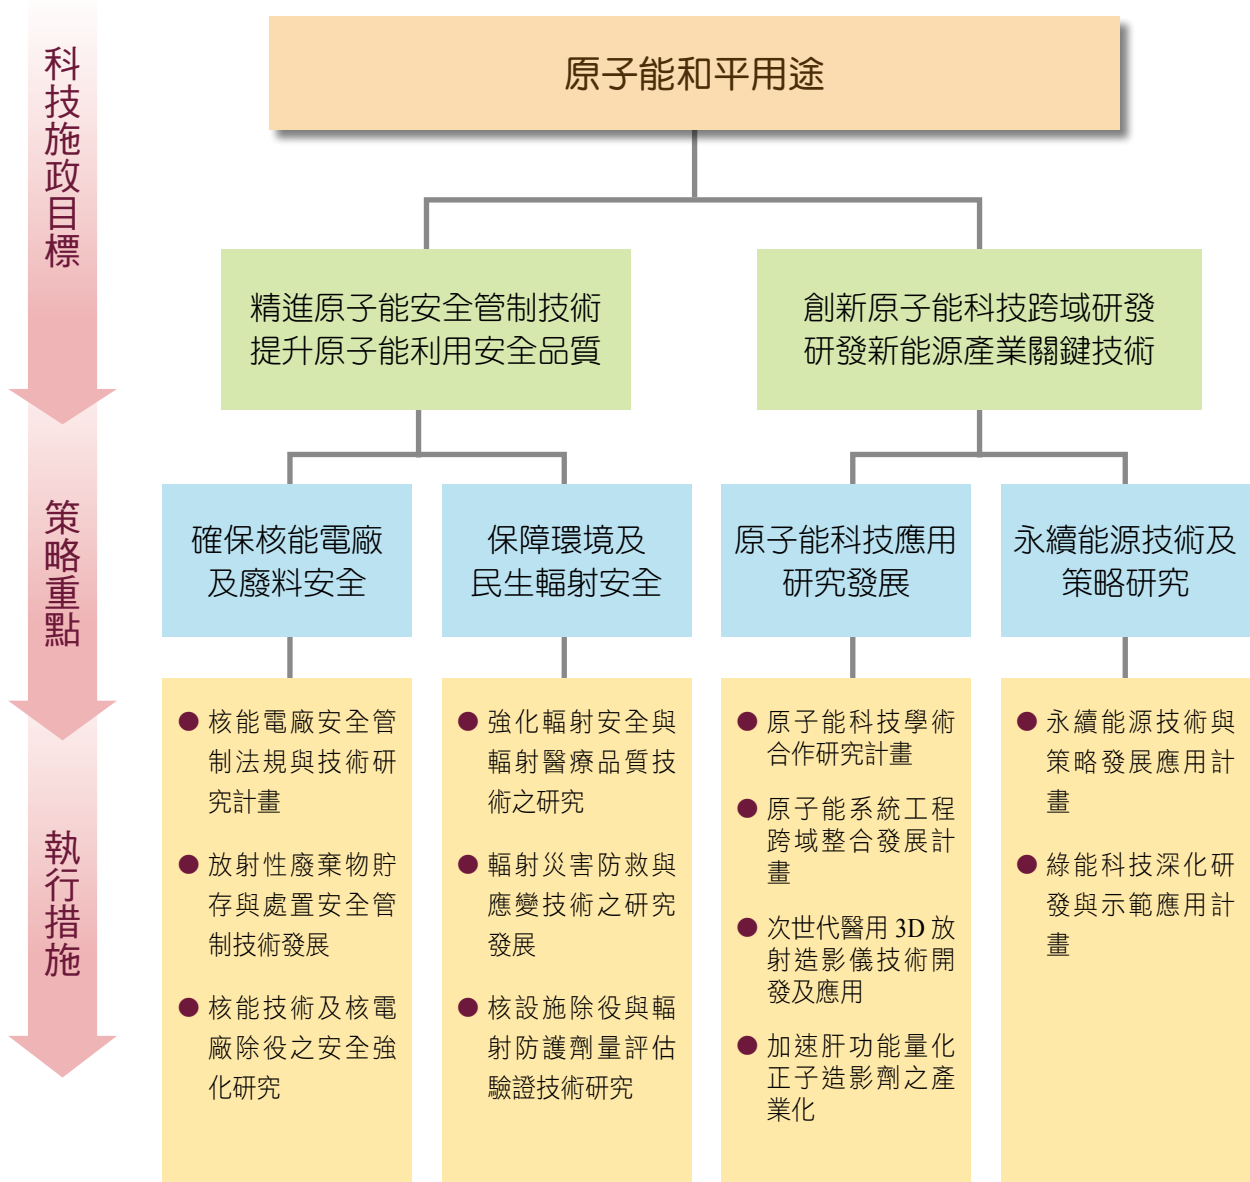 科技施政目標
原子能和平用途
精進原子能安全管制技術
提升原子能利用安全品質
創新原子能科技跨域研發
研發新能源產業關鍵技術
策略重點
確保核能電廠
及廢料安全
保障環境及
民生輻射安全
原子能科技應用
研究發展
永續能源技術及
策略研究
執行措施
● 核能電廠安全管
制法規與技術研
究計畫
● 放射性廢棄物貯
存與處置安全管
制技術發展
● 核能技術及核電
廠除役之安全強
化研究
● 強化輻射安全與
輻射醫療品質技
術之研究
● 輻射災害防救與
應變技術之研究
發展
● 核設施除役與輻
射防護劑量評估
驗證技術研究
● 原子能科技學術
合作研究計畫
● 原子能系統工程
跨域整合發展計
畫
● 次世代醫用 3D 放
射造影儀技術開
發及應用
● 加速肝功能量化
正子造影劑之產
業化
● 永續能源技術與
策略發展應用計
畫
● 綠能科技深化研
發與示範應用計
畫